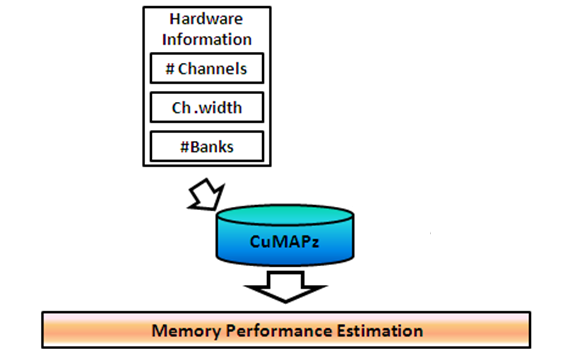 Hardware
Information
# Channels
Ch .width
#Banks
CuMAPz
Memory Performance Estimation